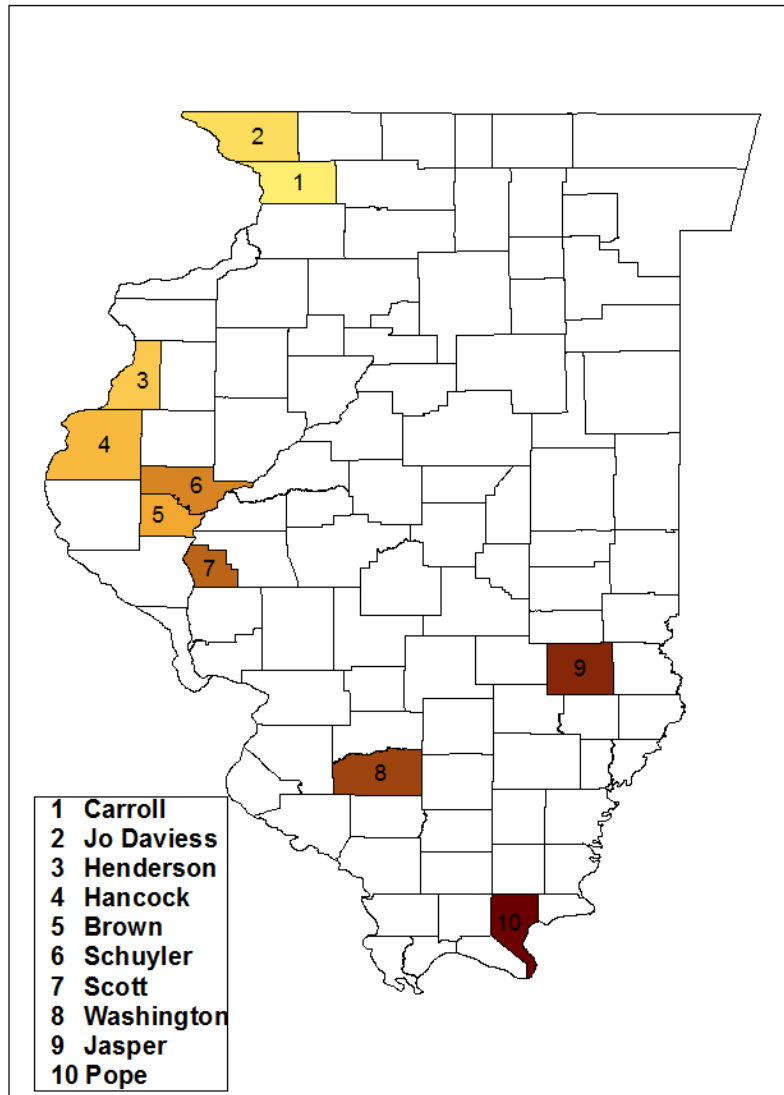 2
1
3
4
6
5
7
9
8
10
1 Carroll
2 Jo Daviess
3 Henderson
4 Hancock
5 Brown
6 Schuyler
7 Scott
8 Washington
9 Jasper
10 Pope